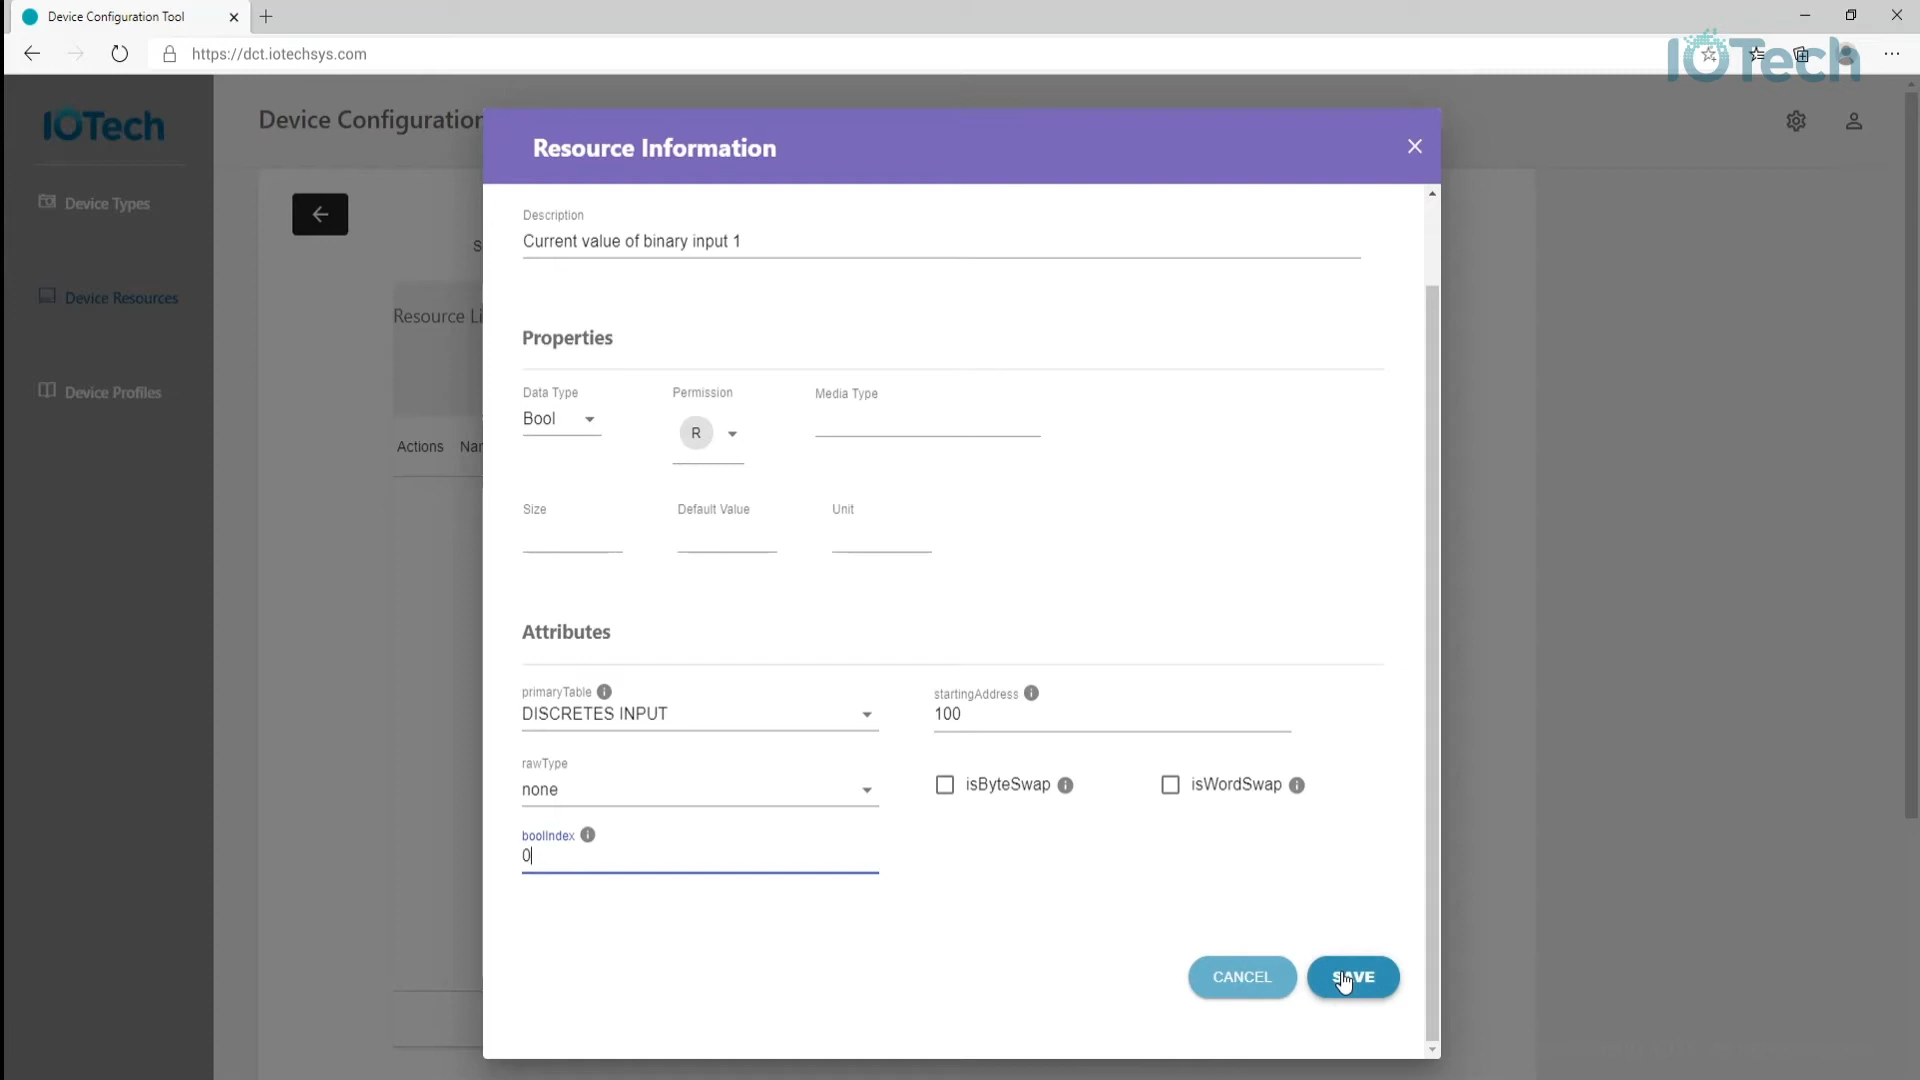 Device Configuration Tool
https://dct.iotechsys.com
IOTech
IOTech
Device Configuration
Device Types
Device Resources
Device Profiles
S
Resource Li
Actions Nar
Resource Information
Description
Current value of binary input 1
Properties
Data Type Permission Media Type
Bool R
Size Default Value Unit
Attributes
primaryTable startingAddress
DISCRETES INPUT 100
rawType
none isByteSwap isWordSwap
boolIndex
0
CANCEL SAVE